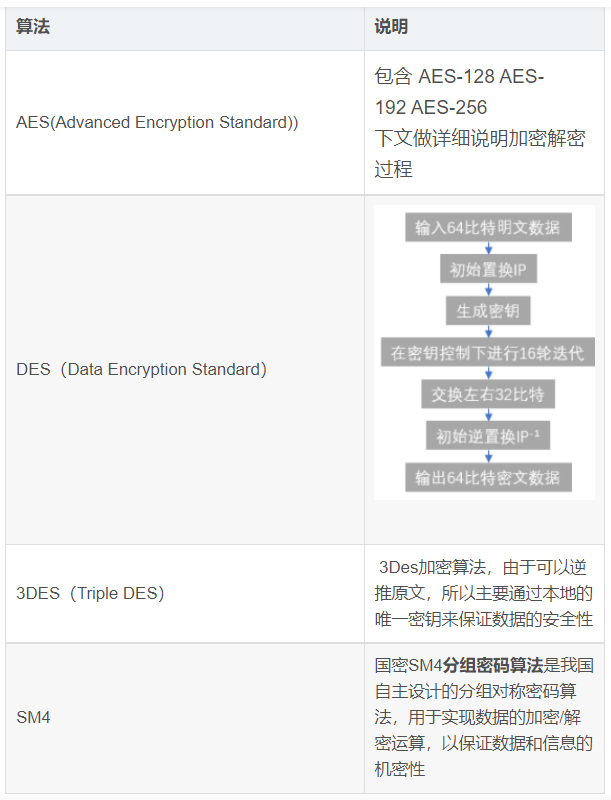 算法
说明
AES(Advanced Encryption Standard))
包含 AES-128 AES-
192 AES-256
下文做详细说明加密解密
过程
DES（Data Encryption Standard）
输入64比特明文数据
初始置换IP
生成密钥
在密钥控制下进行16轮迭代
交换左右32比特
初始逆置换IP⁻¹
输出64比特密文数据
3DES（Triple DES）
3Des加密算法，由于可以逆
推原文，所以主要通过本地的
唯一密钥来保证数据的安全性
SM4
国密SM4分组密码算法是我国
自主设计的分组对称密码算
法，用于实现数据的加密/解
密运算，以保证数据和信息的
机密性